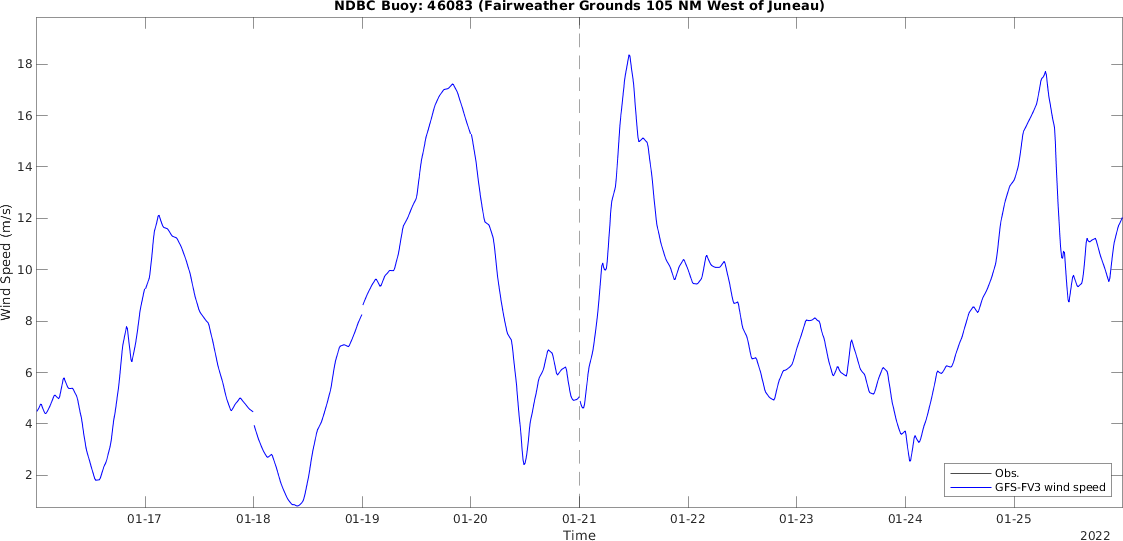 NDBC Buoy: 46083 (Fairweather Grounds 105 NM West of Juneau)
Wind Speed (m/s)
18
16
14
12
10
8
6
4
2
Obs.
GFS-FV3 wind speed
01-17 01-18 01-19 01-20 01-21 01-22 01-23 01-24 01-25
Time
2022